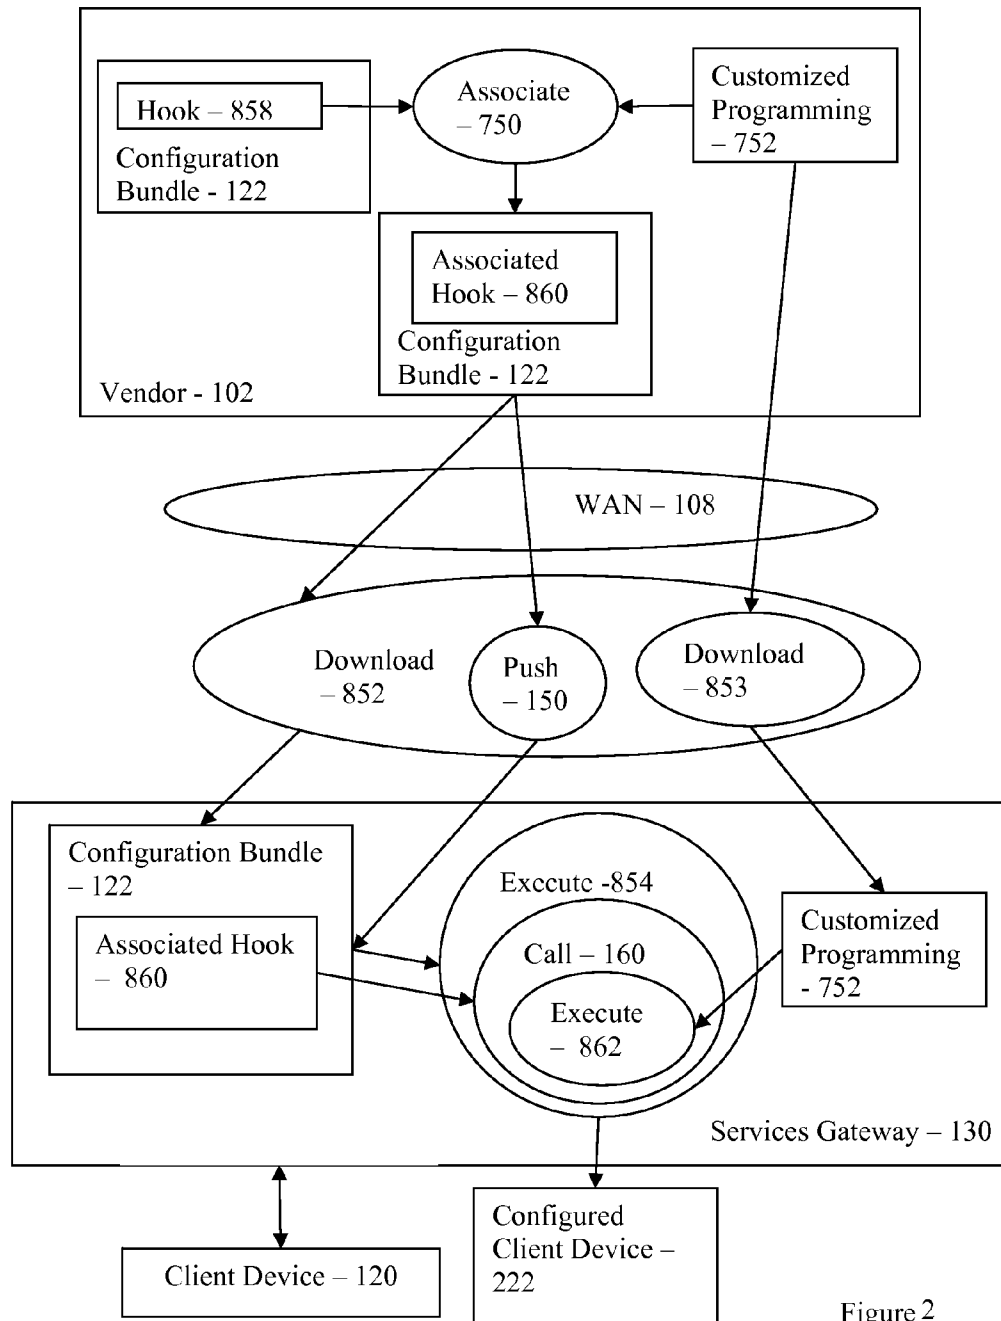 Hook – 858
Configuration
Bundle - 122
Associate
– 750
Customized
Programming
– 752
Associated
Hook – 860
Configuration
Bundle - 122
Vendor - 102
WAN – 108
Download
– 852
Push
– 150
Download
– 853
Configuration Bundle
– 122
Associated Hook
– 860
Execute -854
Call – 160
Execute
– 862
Customized
Programming
- 752
Services Gateway – 130
Client Device – 120
Configured
Client Device –
222
Figure 2